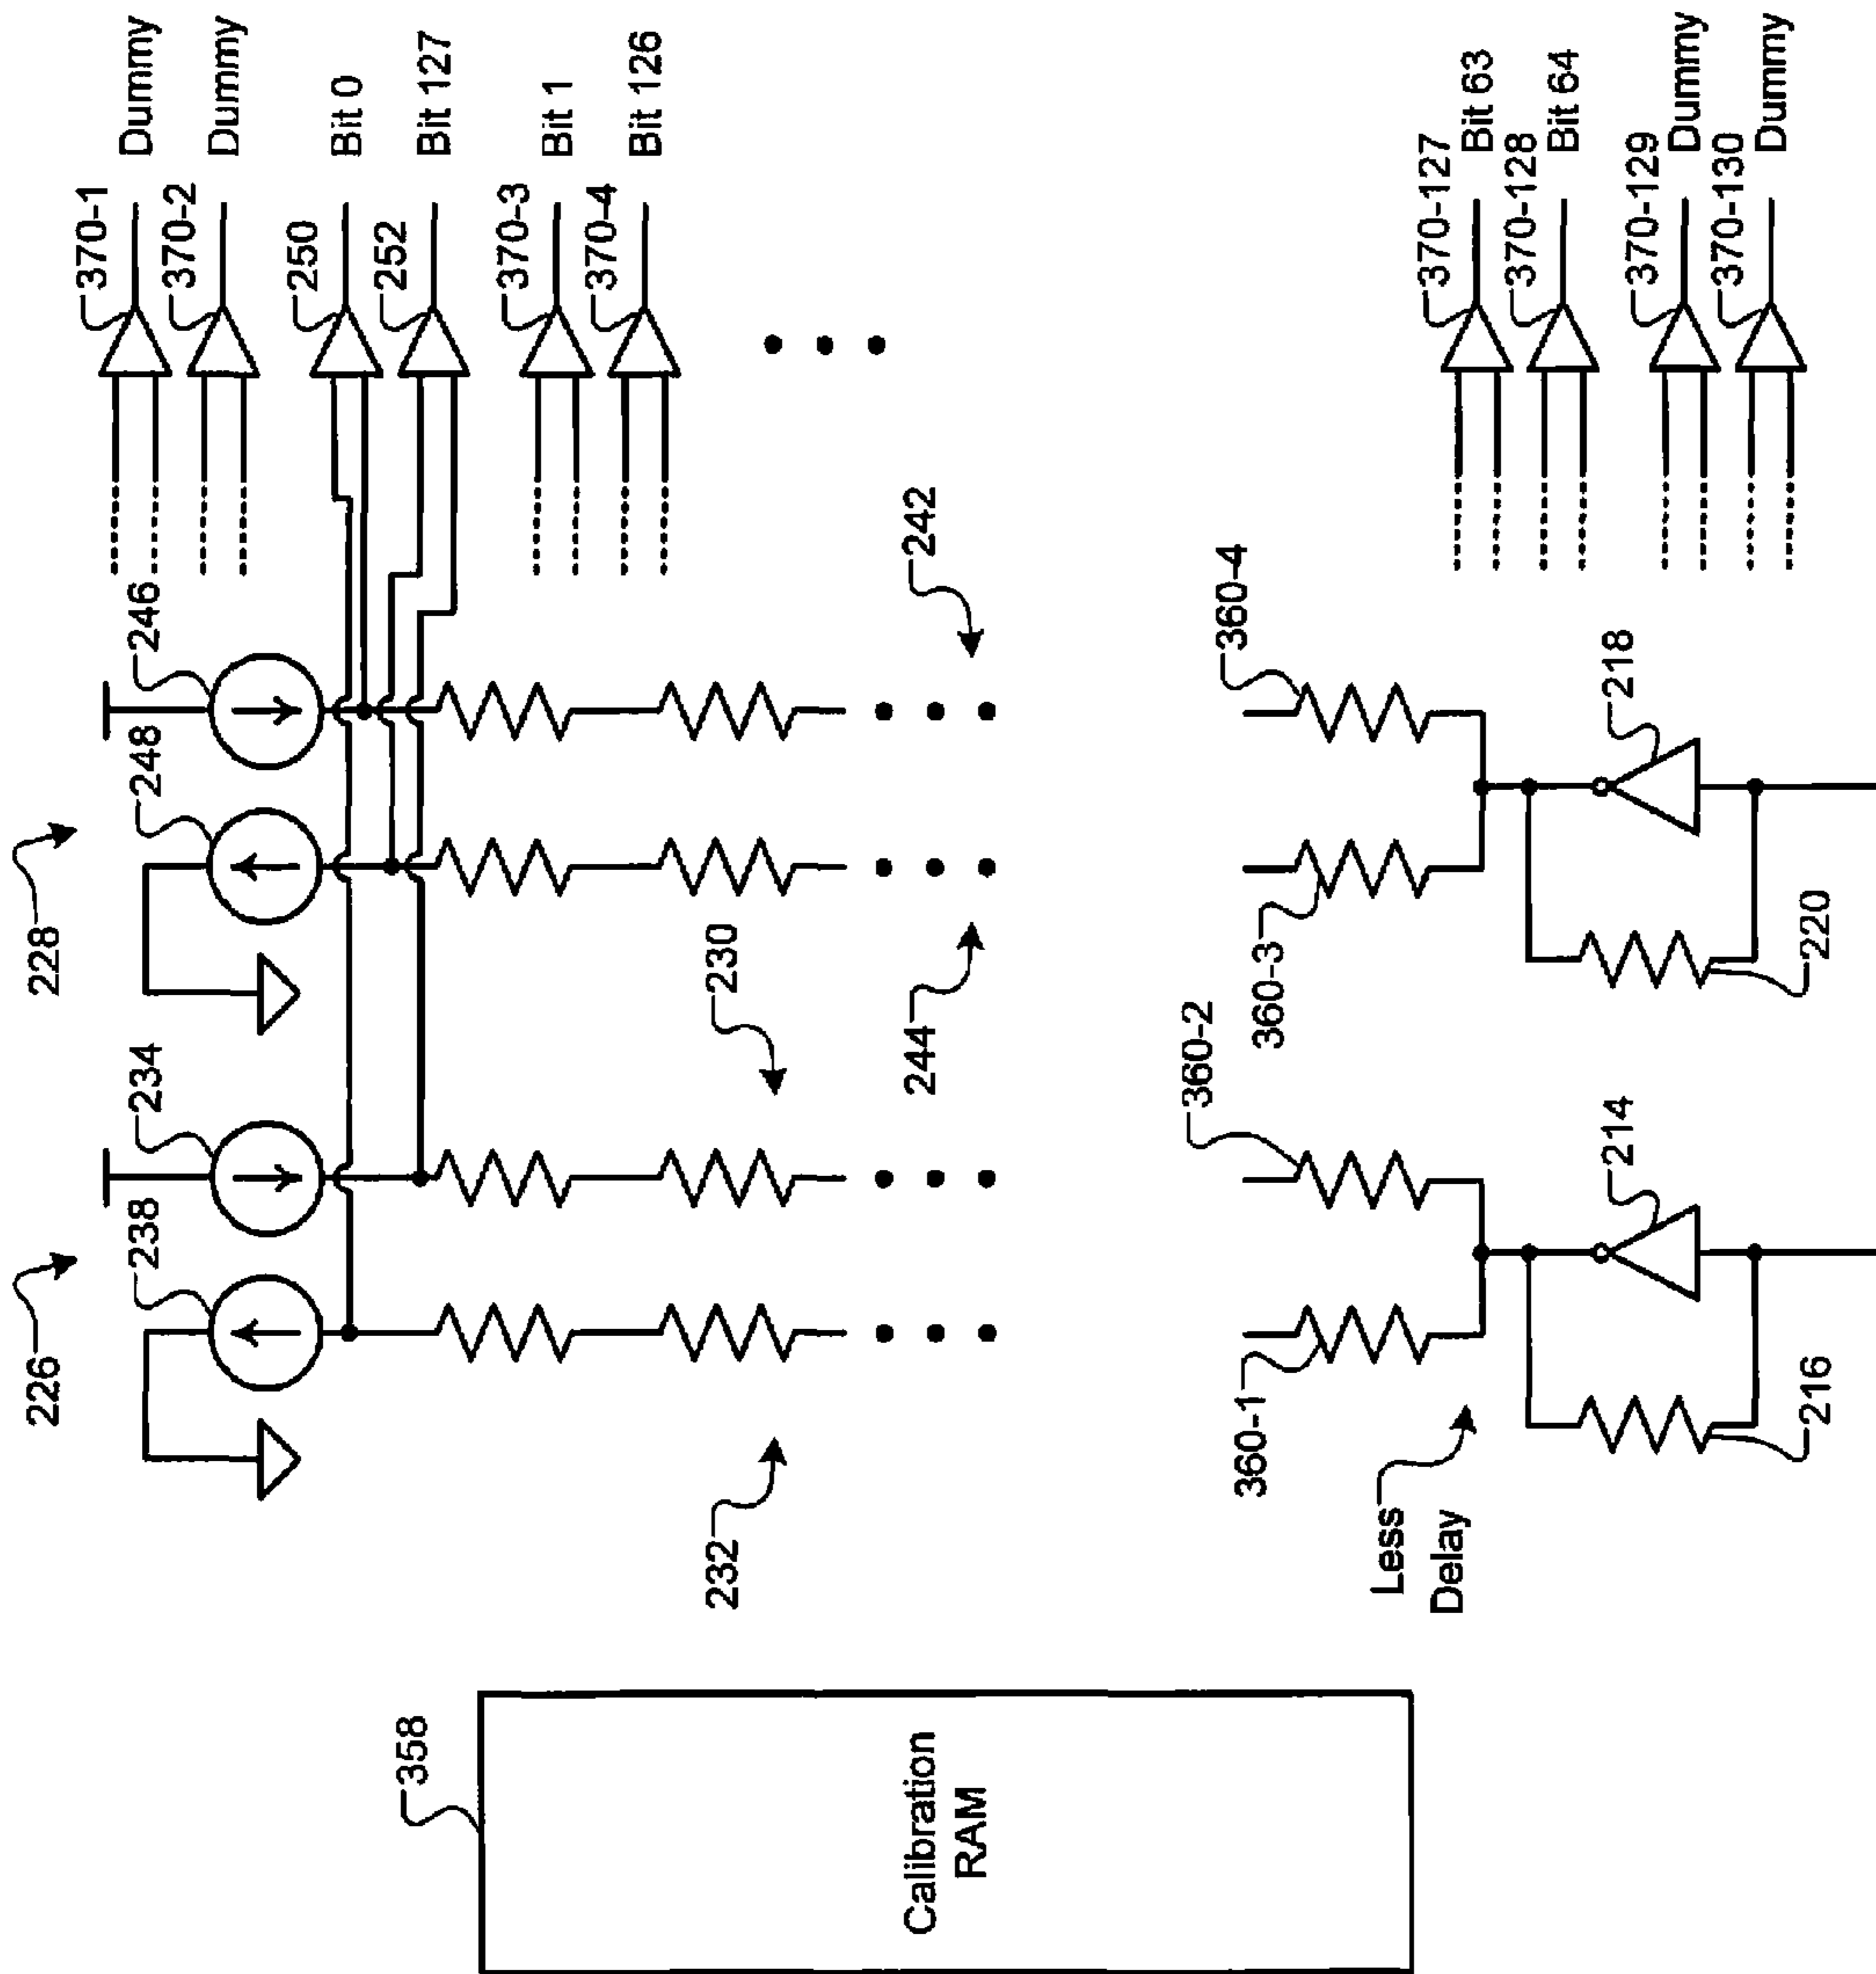 Dummy
370-1
Dummy
370-2
Bit 0
250
Bit 127
252
Bit 1
370-3
Bit 126
370-4
228
226
246
248
234
238
242
230
244
232
358
Calibration
RAM
360-4
360-3
360-2
360-1
218
220
214
216
Less
Delay
Bit 63
370-127
Bit 64
370-128
Dummy
370-129
Dummy
370-130